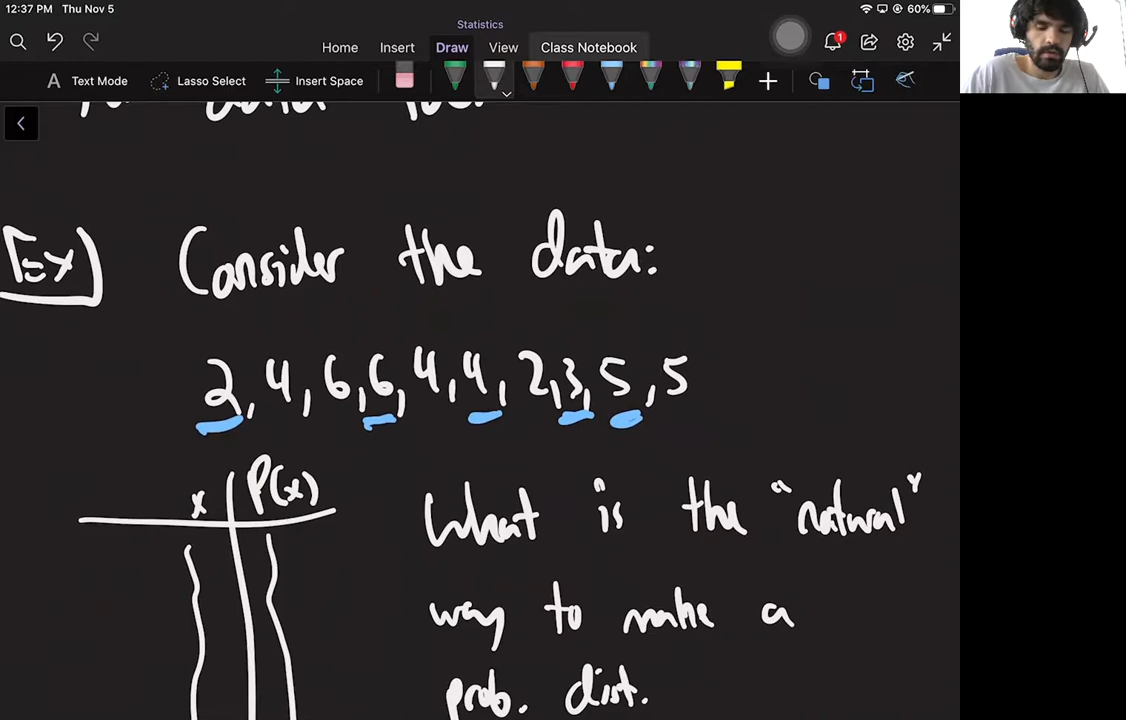 12:37 PM Thu Nov 5
60%
Statistics
Home Insert Draw View Class Notebook
1
A Text Mode Lasso Select Insert Space
Ex) Consider the data:
2, 4, 6, 6, 4, 4, 2, 3, 5, 5
x P(x)
What is the "natural"
way to make a
prob. dist.